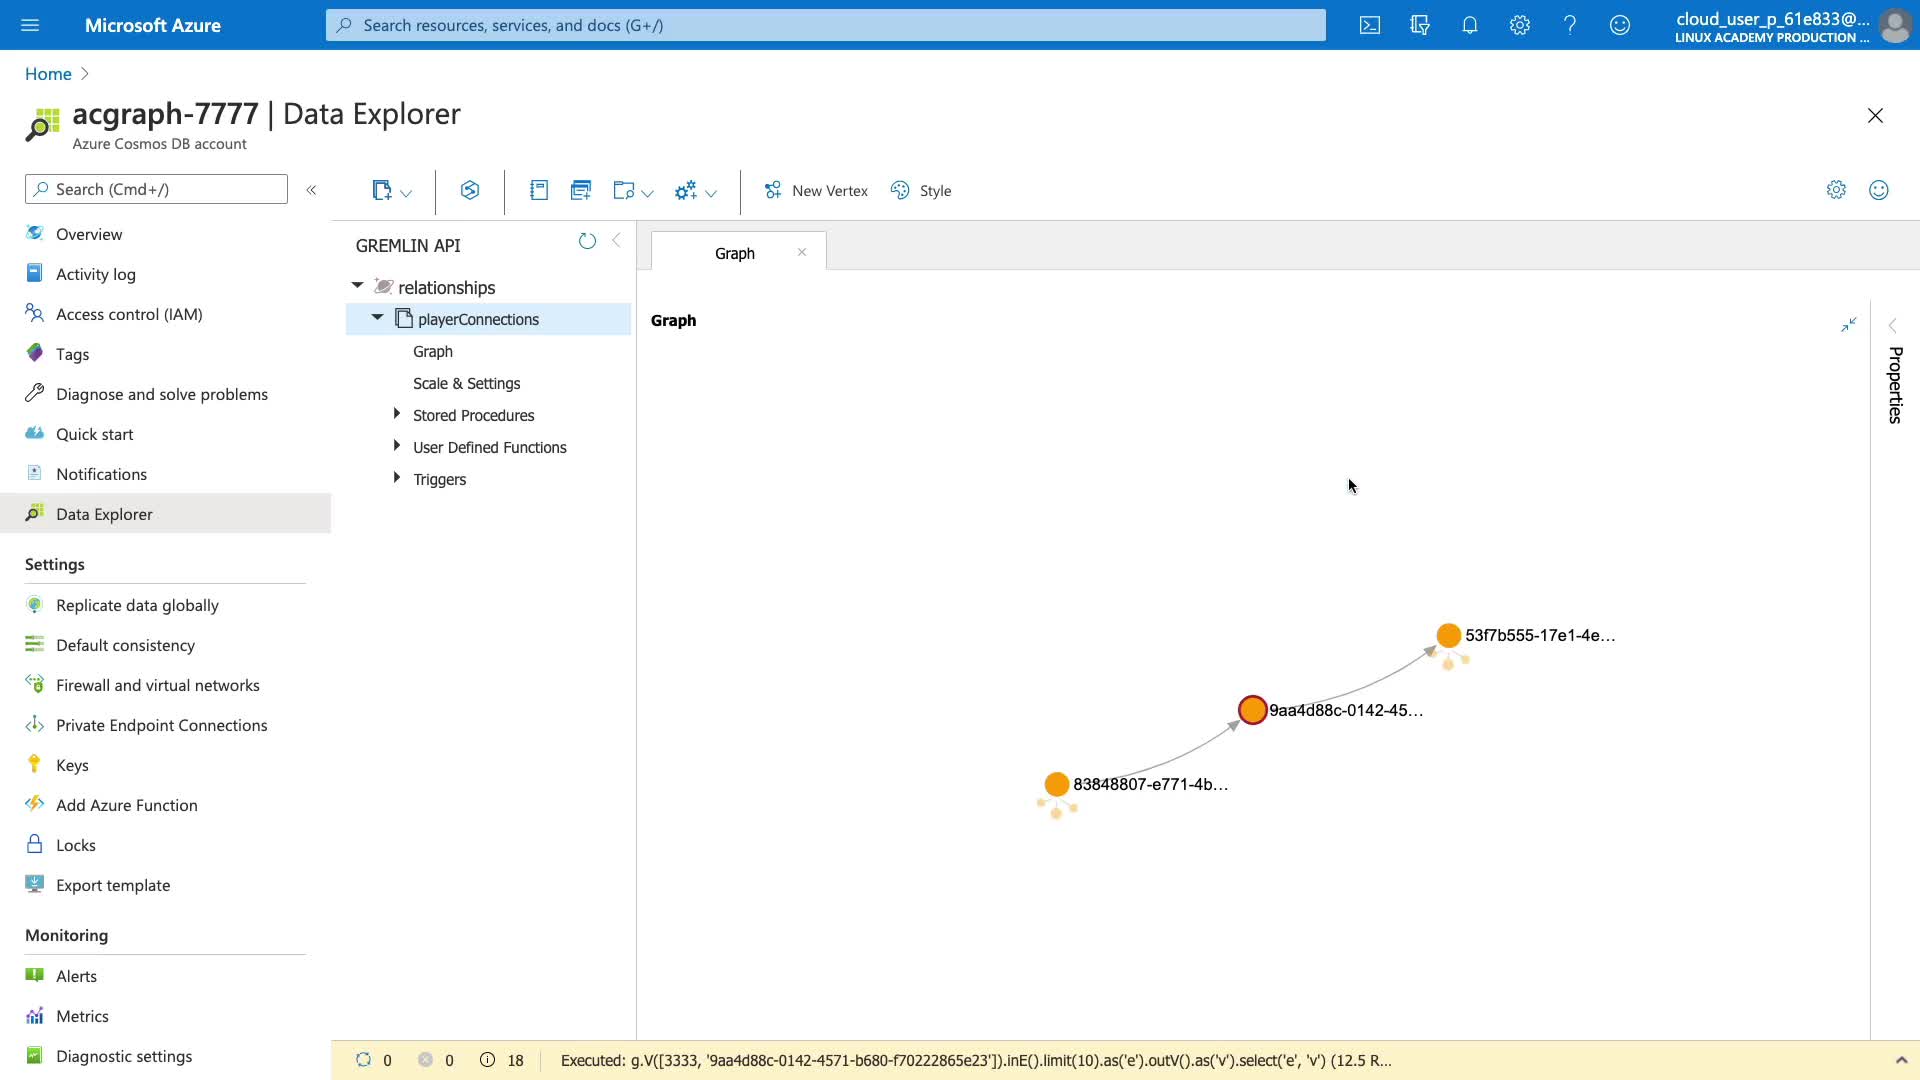 Microsoft Azure
Search resources, services, and docs (G+/)
cloud_user_p_61e833@...
LINUX ACADEMY PRODUCTION ...
Home
acgraph-7777 | Data Explorer
Azure Cosmos DB account
Search (Cmd+/)
Overview
Activity log
Access control (IAM)
Tags
Diagnose and solve problems
Quick start
Notifications
Data Explorer
Settings
Replicate data globally
Default consistency
Firewall and virtual networks
Private Endpoint Connections
Keys
Add Azure Function
Locks
Export template
Monitoring
Alerts
Metrics
Diagnostic settings
New Vertex
Style
GREMLIN API
relationships
playerConnections
Graph
Scale & Settings
Stored Procedures
User Defined Functions
Triggers
Graph
Graph
Properties
53f7b555-17e1-4e...
9aa4d88c-0142-45...
83848807-e771-4b...
0 0 18 Executed: g.V([3333, '9aa4d88c-0142-4571-b680-f70222865e23']).inE().limit(10).as('e').outV().as('v').select('e', 'v') (12.5 R...